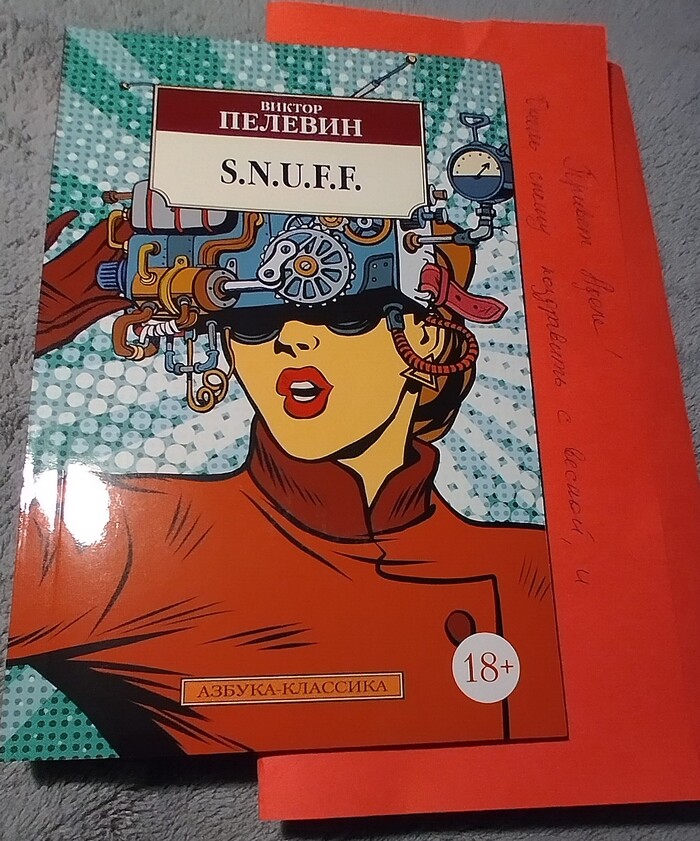 ВИКТОР
ПЕЛЕВИН
S.N.U.F.F.
18+
АЗБУКА-КЛАССИКА
Привет !
Спешу поздравить с весной, и